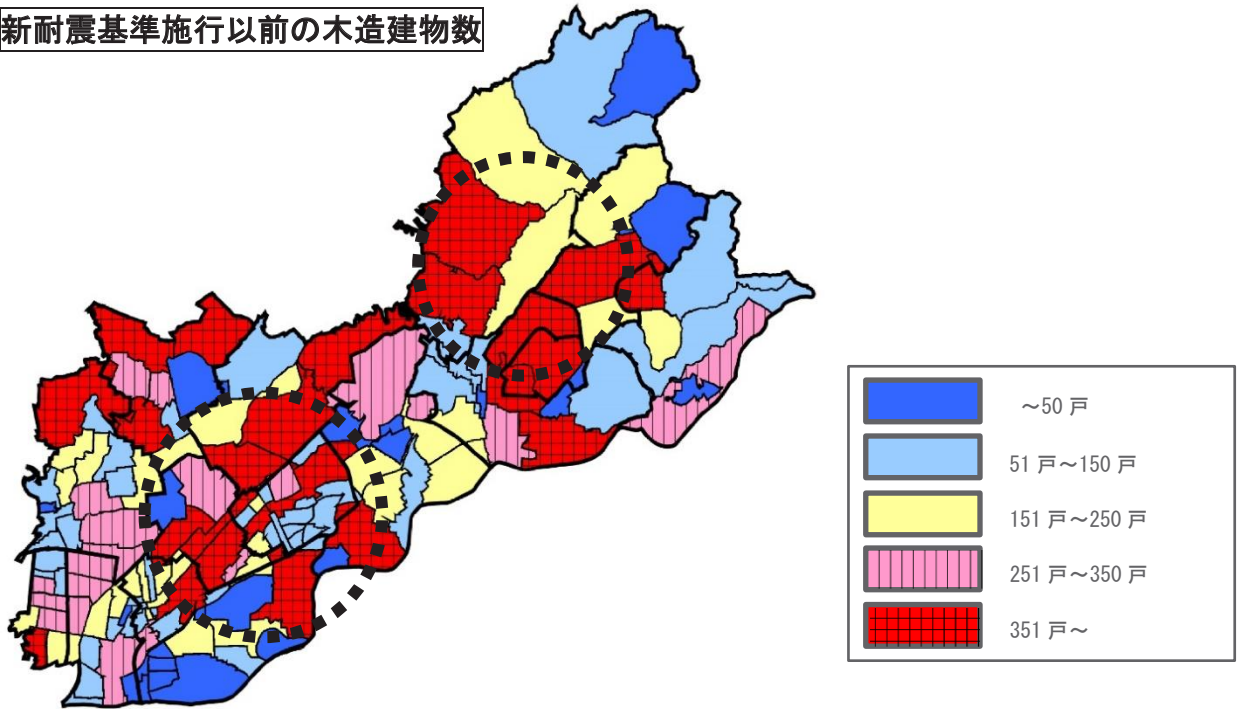 新耐震基準施行以前の木造建物数
～50 戸
51 戸～150 戸
151 戸～250 戸
251 戸～350 戸
351 戸～